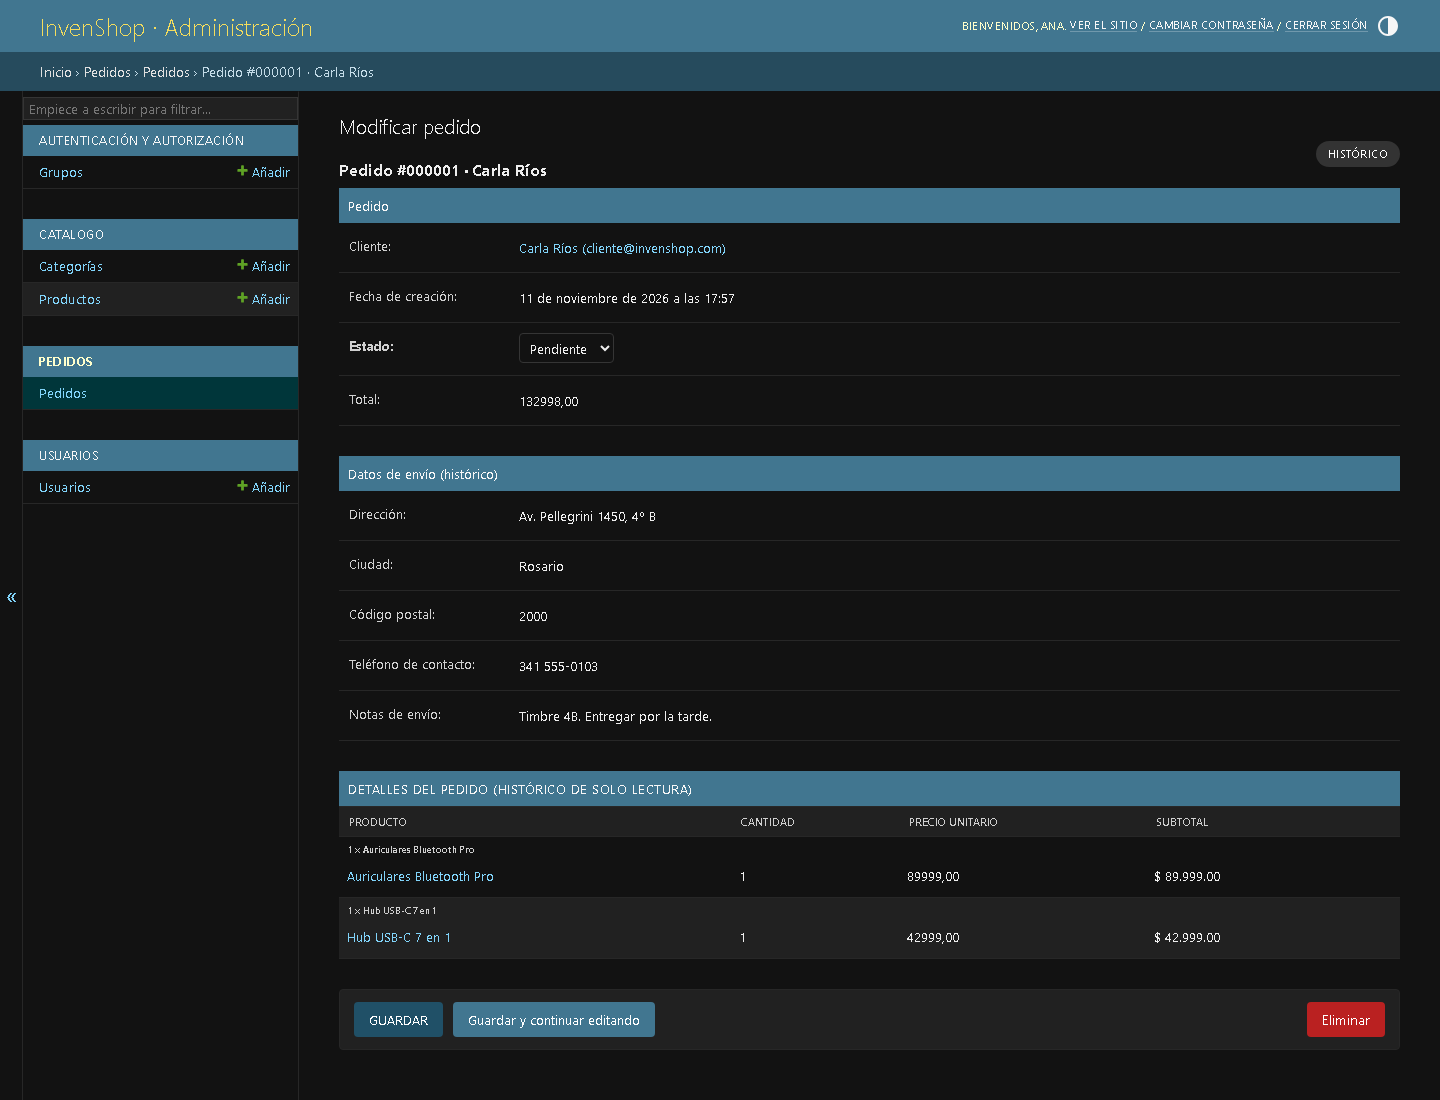 InvenShop · Administración
BIENVENIDOS, ANA. VER EL SITIO / CAMBIAR CONTRASEÑA / CERRAR SESIÓN
Inicio › Pedidos › Pedidos › Pedido #000001 · Carla Ríos
Empiece a escribir para filtrar...
AUTENTICACIÓN Y AUTORIZACIÓN
Grupos + Añadir
CATALOGO
Categorías + Añadir
Productos + Añadir
PEDIDOS
Pedidos
USUARIOS
Usuarios + Añadir
«
Modificar pedido
HISTÓRICO
Pedido #000001 · Carla Ríos
Pedido
Cliente: Carla Ríos (cliente@invenshop.com)
Fecha de creación: 11 de noviembre de 2026 a las 17:57
Estado: Pendiente
Total: 132998,00
Datos de envío (histórico)
Dirección: Av. Pellegrini 1450, 4º B
Ciudad: Rosario
Código postal: 2000
Teléfono de contacto: 341 555-0103
Notas de envío: Timbre 4B. Entregar por la tarde.
DETALLES DEL PEDIDO (HISTÓRICO DE SOLO LECTURA)
PRODUCTO CANTIDAD PRECIO UNITARIO SUBTOTAL
1 × Auriculares Bluetooth Pro
Auriculares Bluetooth Pro 1 89999,00 $ 89.999.00
1 × Hub USB-C 7 en 1
Hub USB-C 7 en 1 1 42999,00 $ 42.999.00
GUARDAR Guardar y continuar editando Eliminar